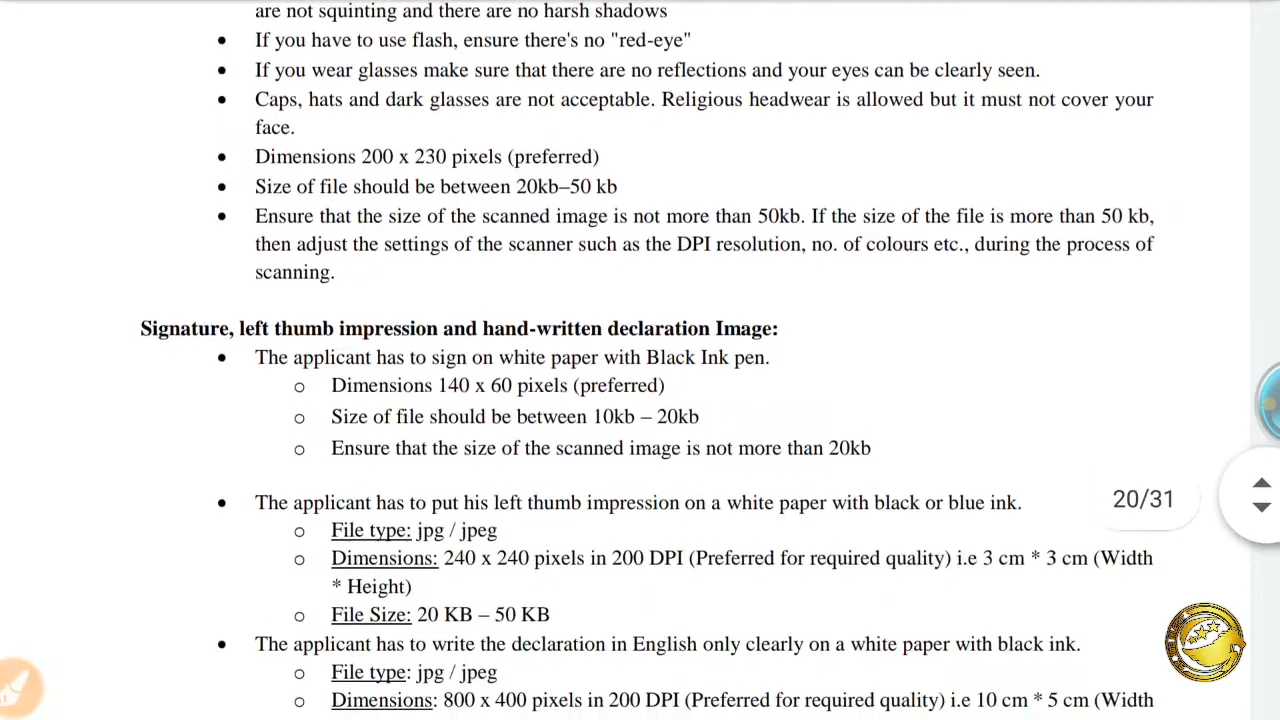 are not squinting and there are no harsh shadows
• If you have to use flash, ensure there's no "red-eye"
• If you wear glasses make sure that there are no reflections and your eyes can be clearly seen.
• Caps, hats and dark glasses are not acceptable. Religious headwear is allowed but it must not cover your
face.
• Dimensions 200 x 230 pixels (preferred)
• Size of file should be between 20kb–50 kb
• Ensure that the size of the scanned image is not more than 50kb. If the size of the file is more than 50 kb,
then adjust the settings of the scanner such as the DPI resolution, no. of colours etc., during the process of
scanning.
Signature, left thumb impression and hand-written declaration Image:
• The applicant has to sign on white paper with Black Ink pen.
o Dimensions 140 x 60 pixels (preferred)
o Size of file should be between 10kb – 20kb
o Ensure that the size of the scanned image is not more than 20kb
• The applicant has to put his left thumb impression on a white paper with black or blue ink.
20/31
o File type: jpg / jpeg
o Dimensions: 240 x 240 pixels in 200 DPI (Preferred for required quality) i.e 3 cm * 3 cm (Width
* Height)
o File Size: 20 KB – 50 KB
• The applicant has to write the declaration in English only clearly on a white paper with black ink.
o File type: jpg / jpeg
o Dimensions: 800 x 400 pixels in 200 DPI (Preferred for required quality) i.e 10 cm * 5 cm (Width